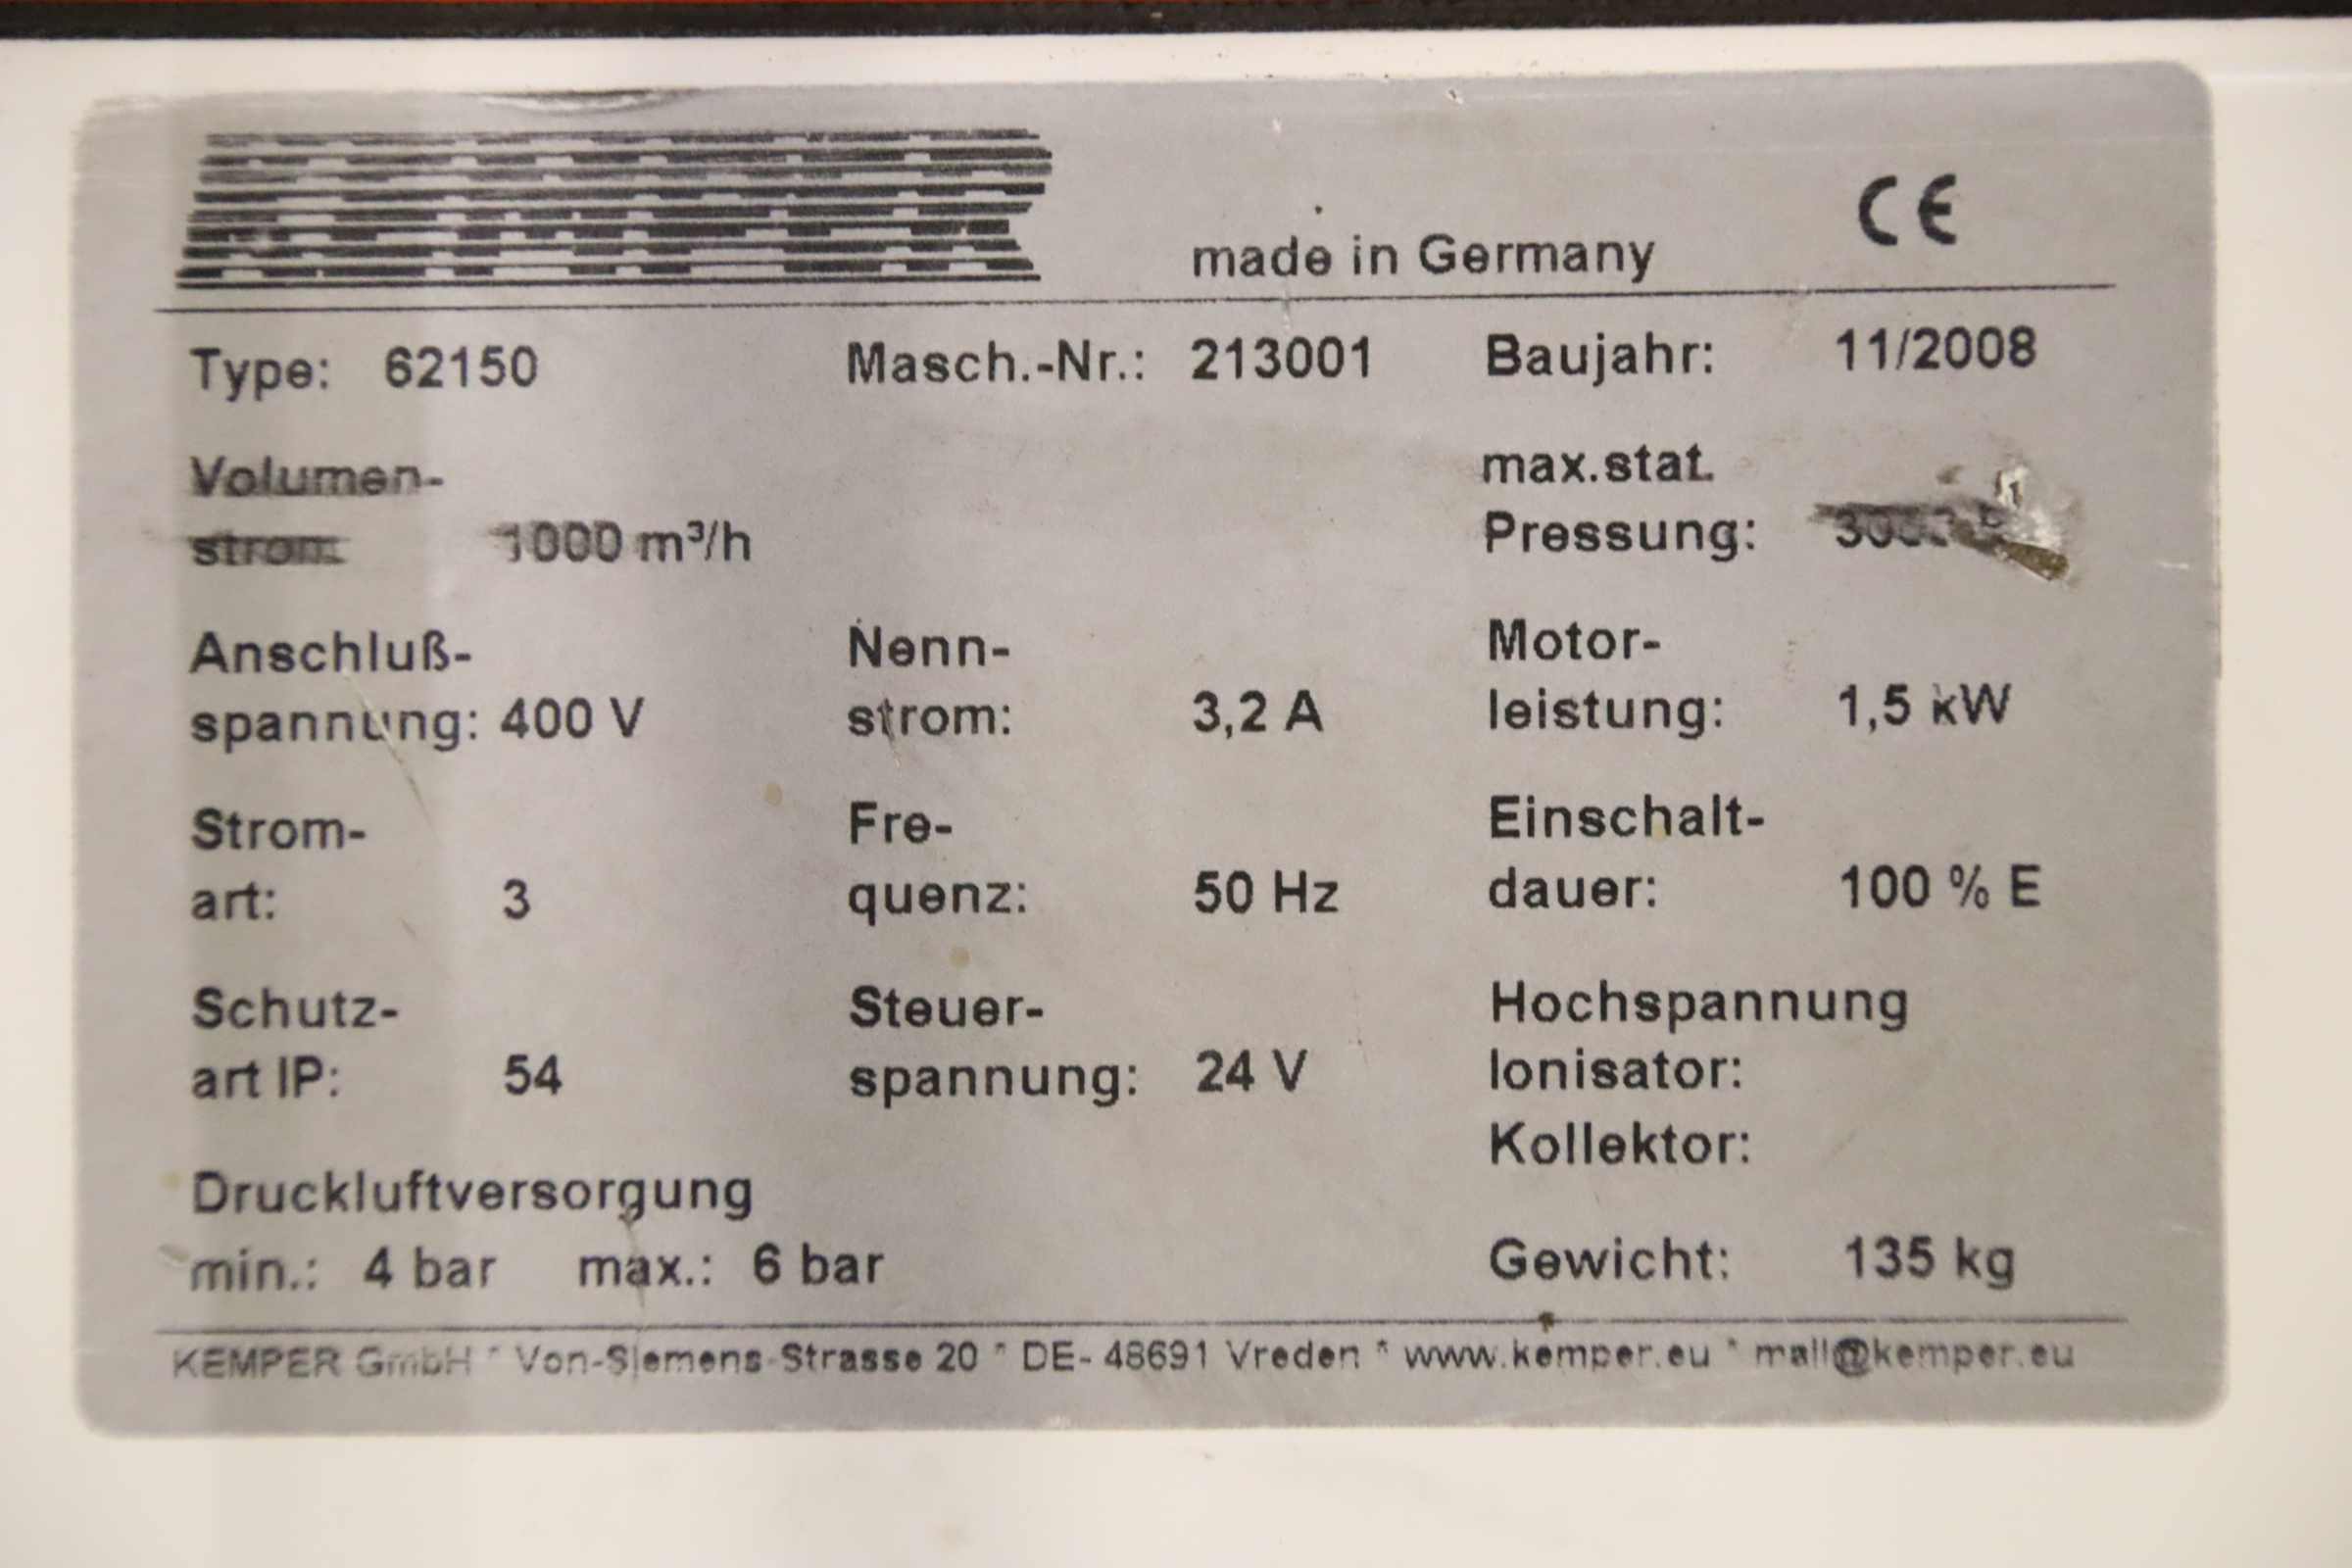 made in Germany CE
Type: 62150 Masch.-Nr.: 213001 Baujahr: 11/2008
Volumen-
strom 1000 m³/h
max.stat.
Pressung:
Anschluß-
spannung: 400 V
Nenn-
strom: 3,2 A
Motor-
leistung: 1,5 kW
Strom-
art: 3
Fre-
quenz: 50 Hz
Einschalt-
dauer: 100 % E
Schutz-
art IP: 54
Steuer-
spannung: 24 V
Hochspannung
Ionisator:
Kollektor:
Druckluftversorgung
min.: 4 bar max.: 6 bar
Gewicht: 135 kg
KEMPER GmbH * Von-Siemens-Strasse 20 * DE- 48691 Vreden * www.kemper.eu * mail@kemper.eu